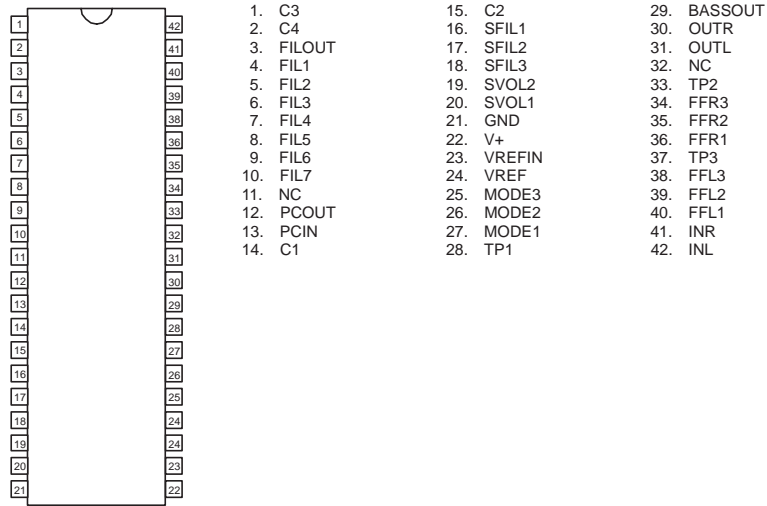 1 42
2 41
3 40
4 39
5 38
6 36
7 35
8 34
9 33
10 32
11 31
12 30
13 29
14 28
15 27
16 26
17 25
18 24
19 24
20 23
21 22
1. C3
2. C4
3. FILOUT
4. FIL1
5. FIL2
6. FIL3
7. FIL4
8. FIL5
9. FIL6
10. FIL7
11. NC
12. PCOUT
13. PCIN
14. C1
15. C2
16. SFIL1
17. SFIL2
18. SFIL3
19. SVOL2
20. SVOL1
21. GND
22. V+
23. VREFIN
24. VREF
25. MODE3
26. MODE2
27. MODE1
28. TP1
29. BASSOUT
30. OUTR
31. OUTL
32. NC
33. TP2
34. FFR3
35. FFR2
36. FFR1
37. TP3
38. FFL3
39. FFL2
40. FFL1
41. INR
42. INL